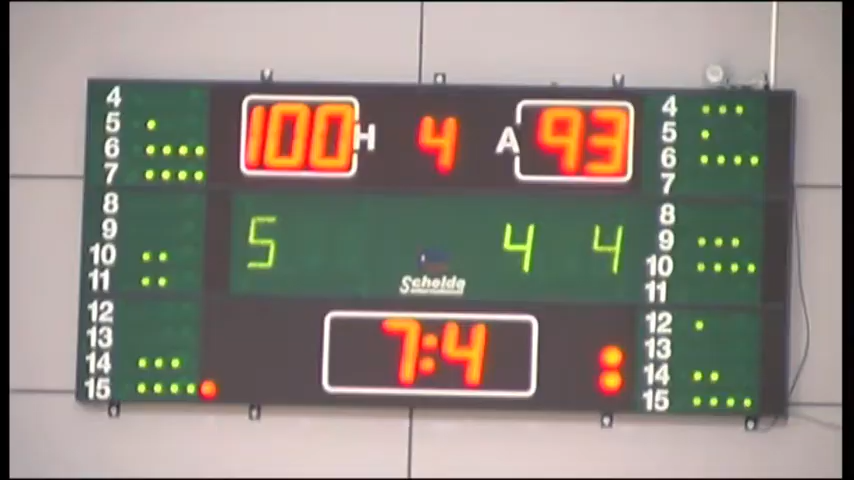 4 100 H 4 A 93 4
5 5
6 6
7 7
8 8
9 5 4 4 9
10 10
11 Schelde 11
12 12
13 7:4 13
14 14
15 15